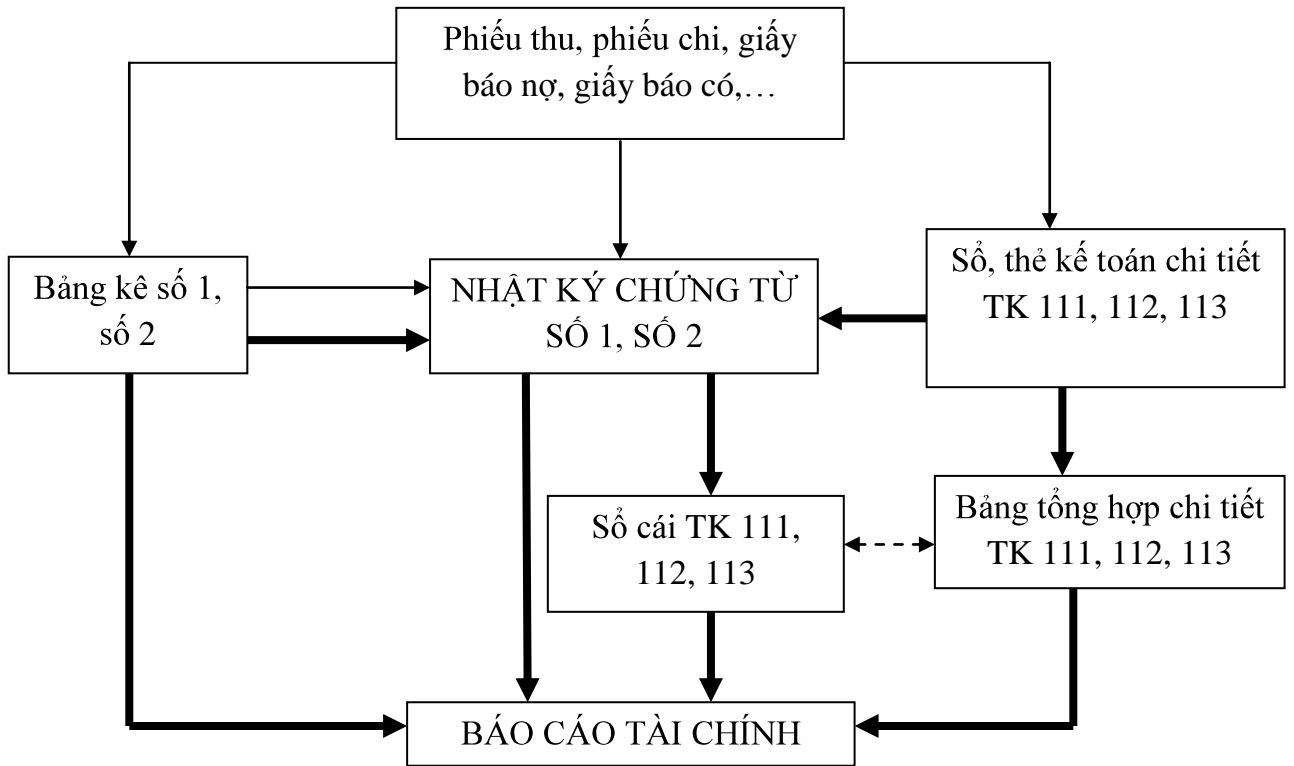 Phiếu thu, phiếu chi, giấy
báo nợ, giấy báo có,…
Bảng kê số 1,
số 2
NHẬT KÝ CHỨNG TỪ
SỐ 1, SỐ 2
Sổ, thẻ kế toán chi tiết
TK 111, 112, 113
Sổ cái TK 111,
112, 113
Bảng tổng hợp chi tiết
TK 111, 112, 113
BÁO CÁO TÀI CHÍNH